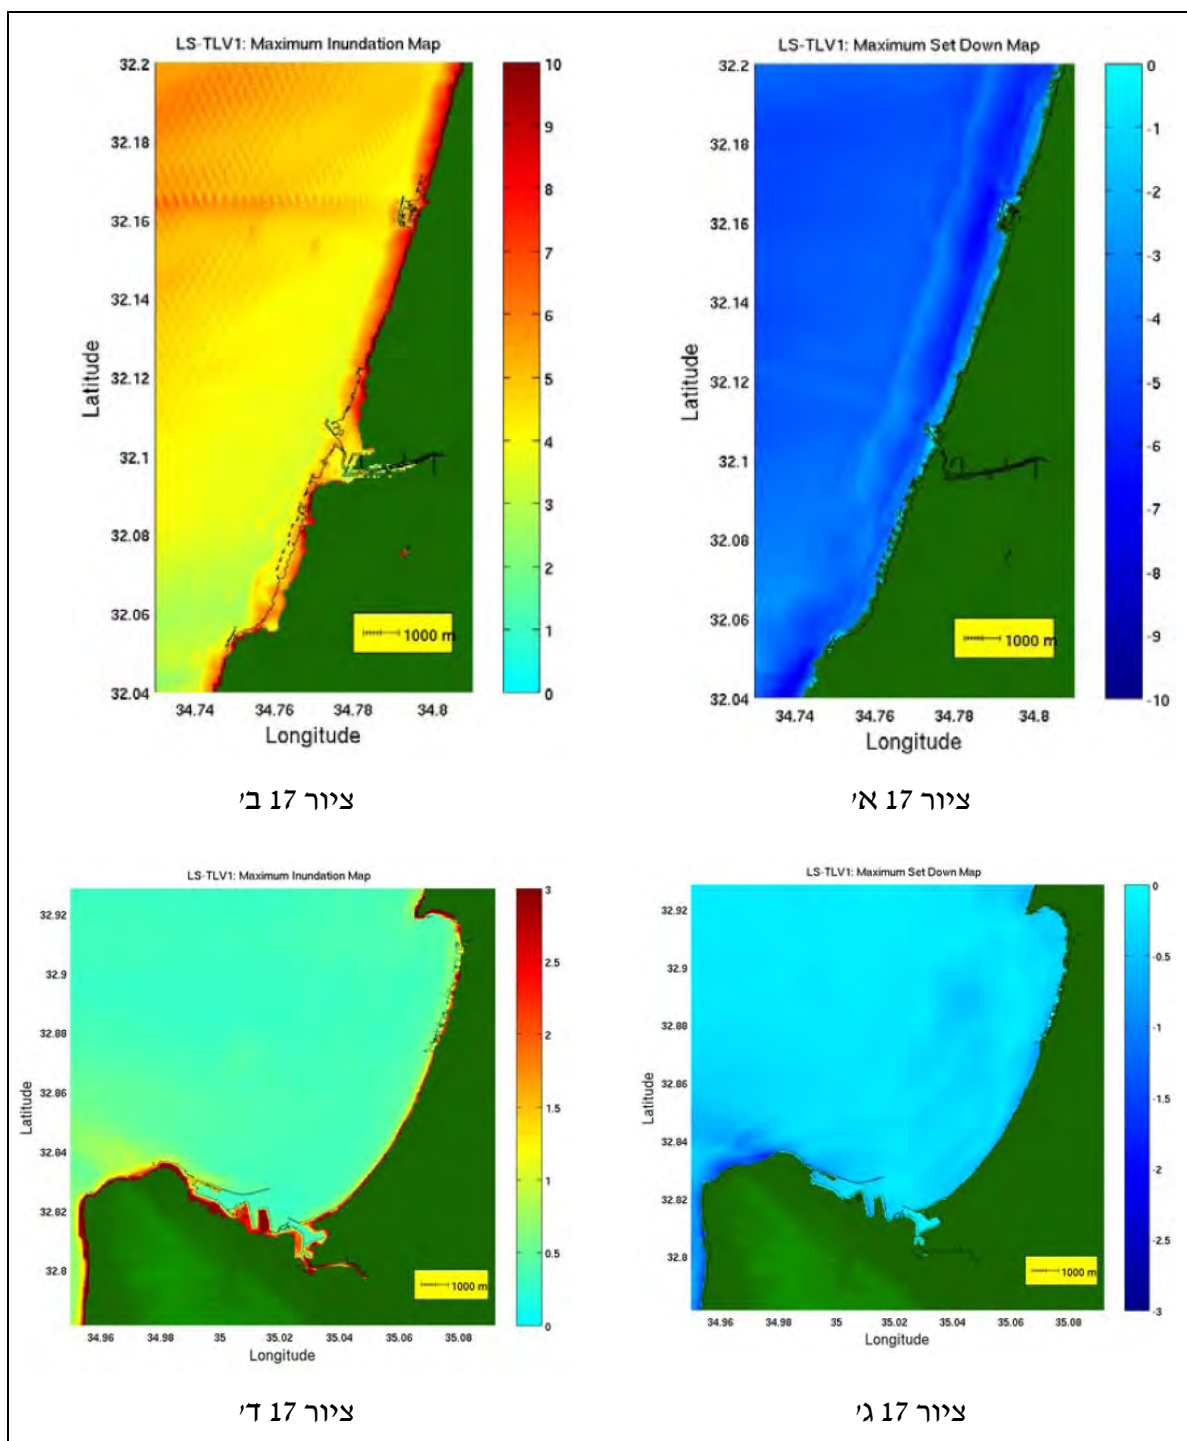 LS-TLV1: Maximum Inundation Map
32.2
32.18
32.16
32.14
32.12
32.1
32.08
32.06
32.04
Latitude
34.74 34.76 34.78 34.8
Longitude
1000 m
10
9
8
7
6
5
4
3
2
1
0
ציור 17 ב'
LS-TLV1: Maximum Set Down Map
32.2
32.18
32.16
32.14
32.12
32.1
32.08
32.06
32.04
Latitude
34.74 34.76 34.78 34.8
Longitude
1000 m
0
-1
-2
-3
-4
-5
-6
-7
-8
-9
-10
ציור 17 א'
LS-TLV1: Maximum Inundation Map
32.92
32.9
32.88
32.86
32.84
32.82
32.8
Latitude
34.96 34.98 35 35.02 35.04 35.06 35.08
Longitude
1000 m
3
2.5
2
1.5
1
0.5
0
ציור 17 ד'
LS-TLV1: Maximum Set Down Map
32.92
32.9
32.88
32.86
32.84
32.82
32.8
Latitude
34.96 34.98 35 35.02 35.04 35.06 35.08
Longitude
1000 m
0
-0.5
-1
-1.5
-2
-2.5
-3
ציור 17 ג'